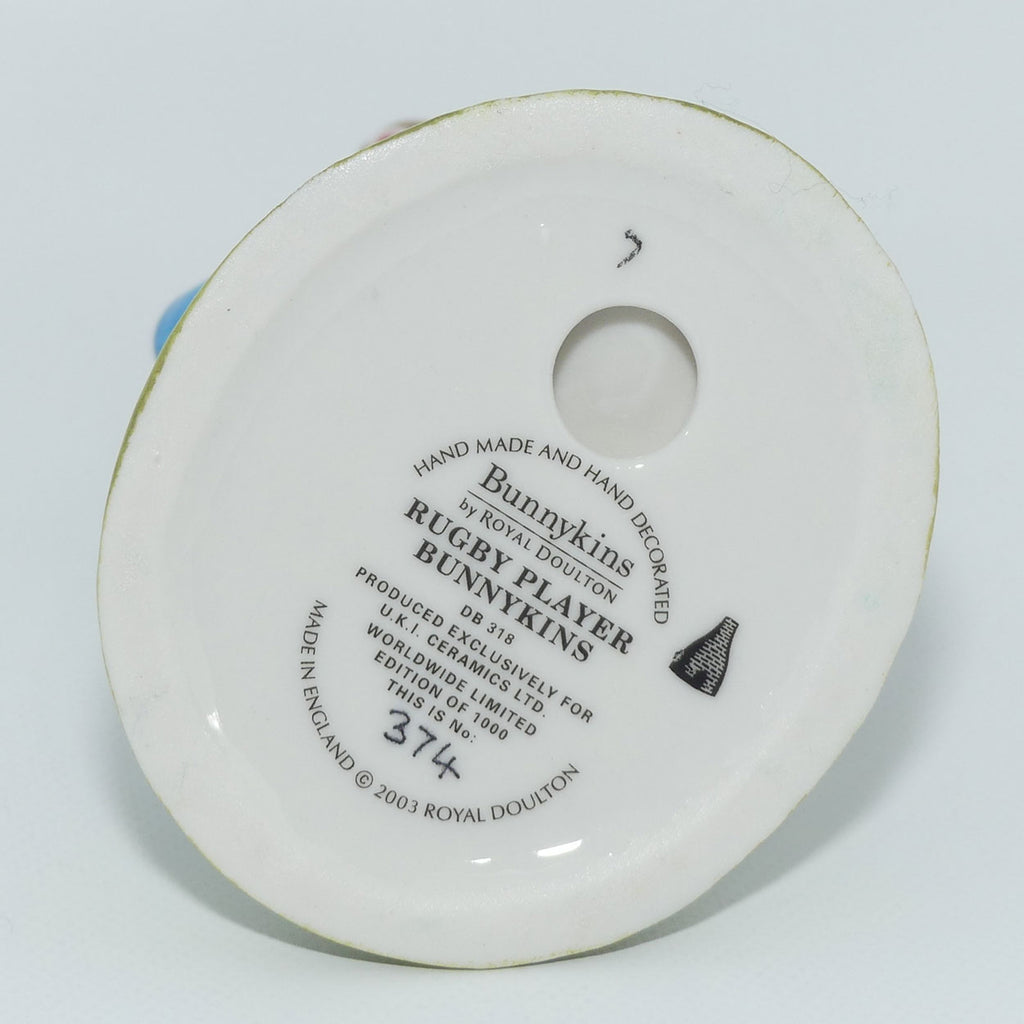 HAND MADE AND HAND DECORATED
Bunnykins
by ROYAL DOULTON
RUGBY PLAYER
BUNNYKINS
DB 318
PRODUCED EXCLUSIVELY FOR
U.K.I. CERAMICS LTD.
WORLDWIDE LIMITED
EDITION OF 1000
THIS IS No:
374
MADE IN ENGLAND © 2003 ROYAL DOULTON